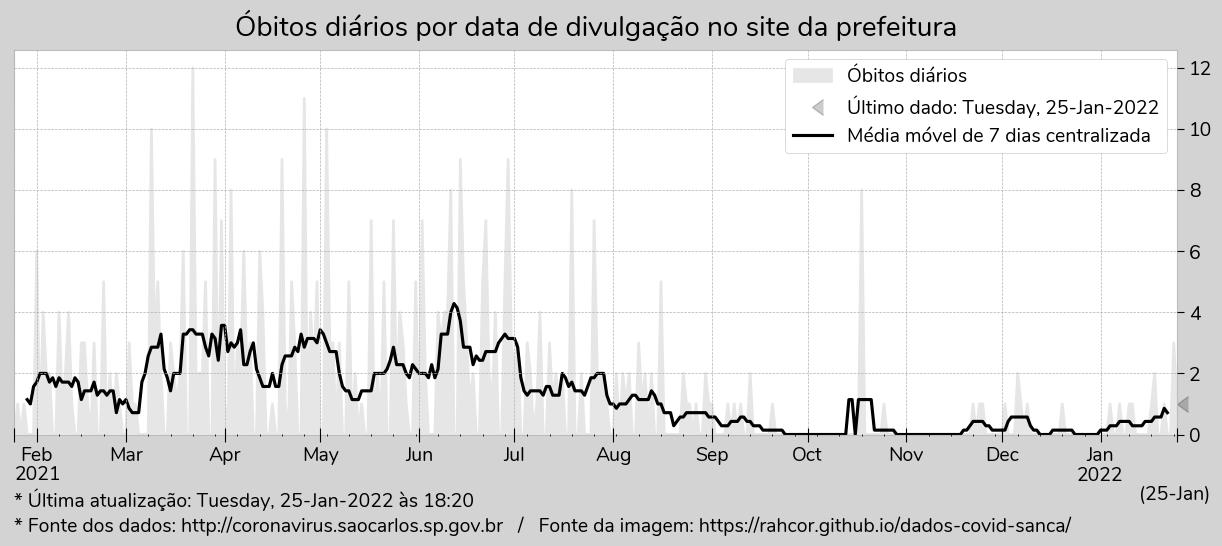 Óbitos diários por data de divulgação no site da prefeitura
Óbitos diários
Último dado: Tuesday, 25-Jan-2022
Média móvel de 7 dias centralizada
12
10
8
6
4
2
0
Feb Mar Apr May Jun Jul Aug Sep Oct Nov Dec Jan
2021 2022
(25-Jan)
* Última atualização: Tuesday, 25-Jan-2022 às 18:20
* Fonte dos dados: http://coronavirus.saocarlos.sp.gov.br / Fonte da imagem: https://rahcor.github.io/dados-covid-sanca/